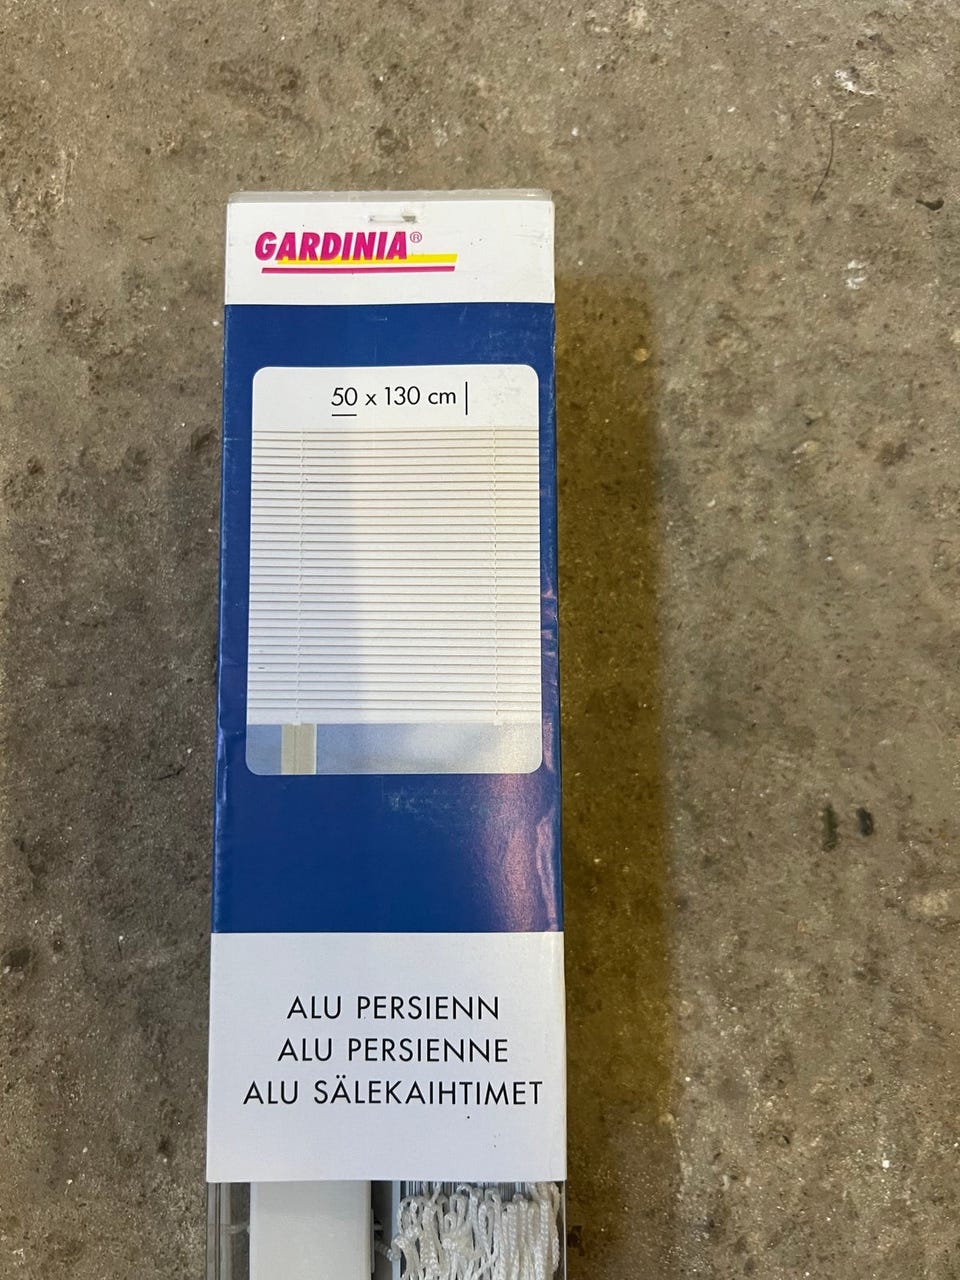 GARDINIA®
50 x 130 cm
ALU PERSIENN
ALU PERSIENNE
ALU SÄLEKAIHTIMET